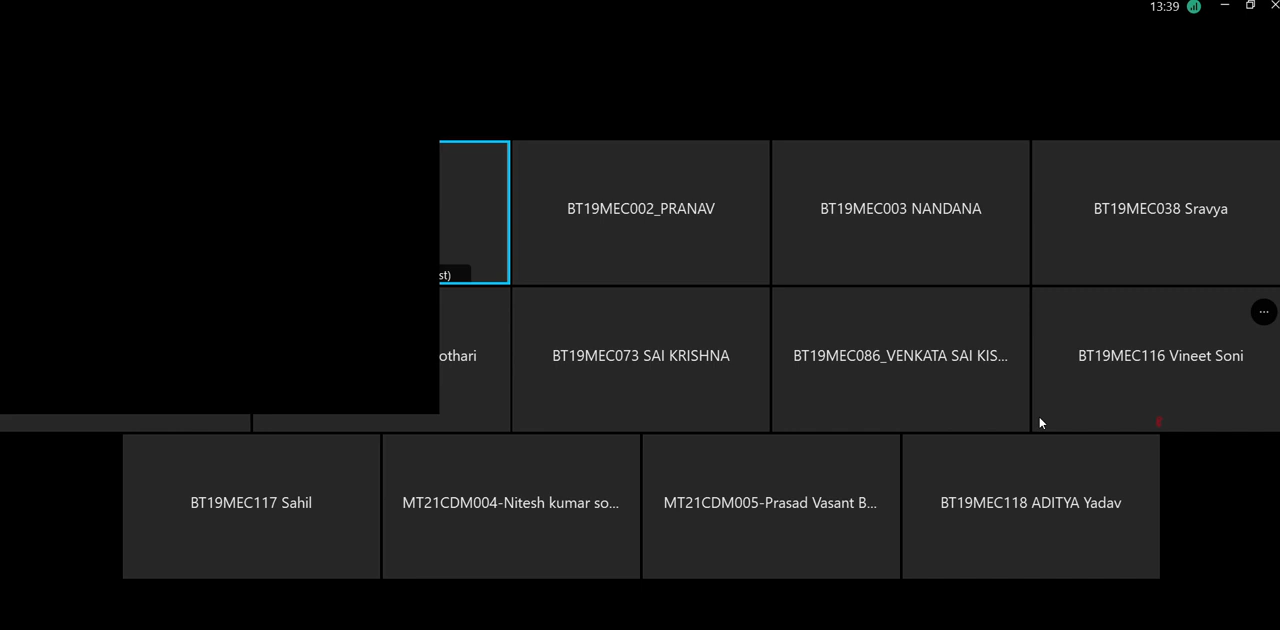 13:39
BT19MEC002_PRANAV
BT19MEC003 NANDANA
BT19MEC038 Sravya
st)
othari
BT19MEC073 SAI KRISHNA
BT19MEC086_VENKATA SAI KIS...
BT19MEC116 Vineet Soni
BT19MEC117 Sahil
MT21CDM004-Nitesh kumar so...
MT21CDM005-Prasad Vasant B...
BT19MEC118 ADITYA Yadav